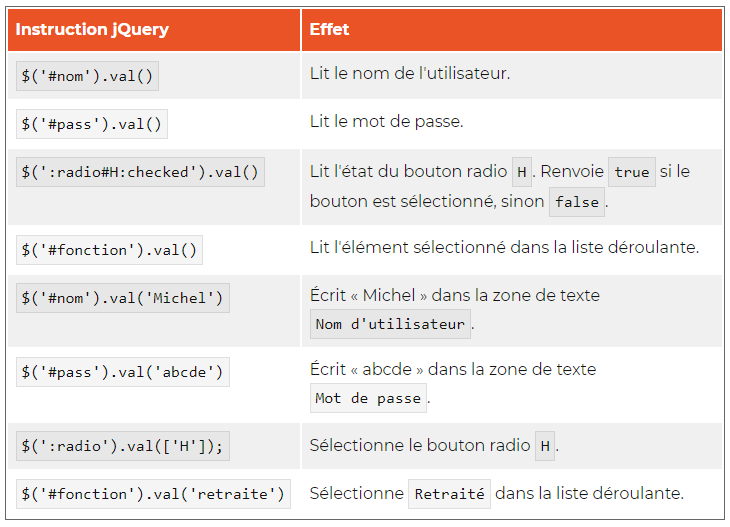 Instruction jQuery Effet
$('#nom').val() Lit le nom de l'utilisateur.
$('#pass').val() Lit le mot de passe.
$(':radio#H:checked').val() Lit l'état du bouton radio H. Renvoie true si le
bouton est sélectionné, sinon false.
$('#fonction').val() Lit l'élément sélectionné dans la liste déroulante.
$('#nom').val('Michel') Écrit « Michel » dans la zone de texte
Nom d'utilisateur.
$('#pass').val('abcde') Écrit « abcde » dans la zone de texte
Mot de passe.
$(':radio').val(['H']); Sélectionne le bouton radio H.
$('#fonction').val('retraite') Sélectionne Retraité dans la liste déroulante.